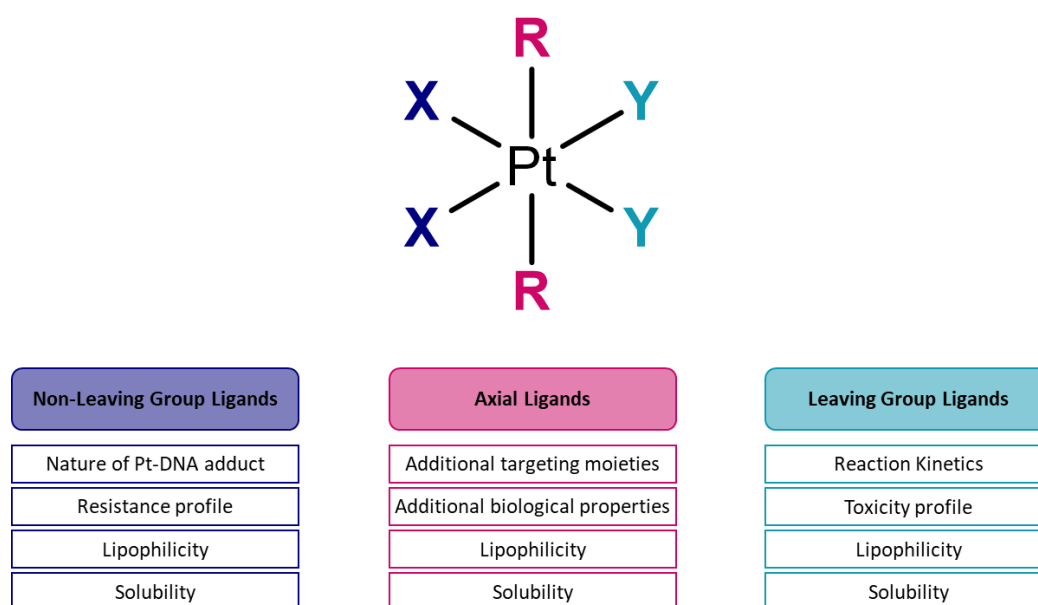 R
X Y
Pt
X Y
R
Non-Leaving Group Ligands Axial Ligands Leaving Group Ligands
Nature of Pt-DNA adduct Additional targeting moieties Reaction Kinetics
Resistance profile Additional biological properties Toxicity profile
Lipophilicity Lipophilicity Lipophilicity
Solubility Solubility Solubility